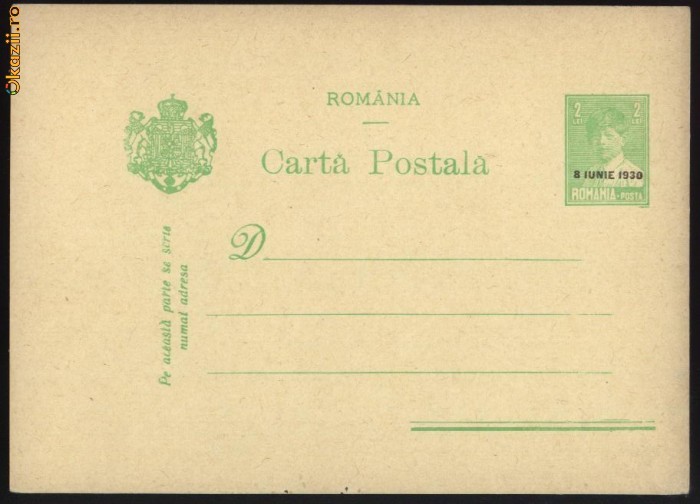 Okazii.ro
ROMÂNIA
Cartă Postală
2 2
LEI LEI
8 IUNIE 1930
ROMANIA·POSTA
D
Pe această parte se scrie
numai adresa